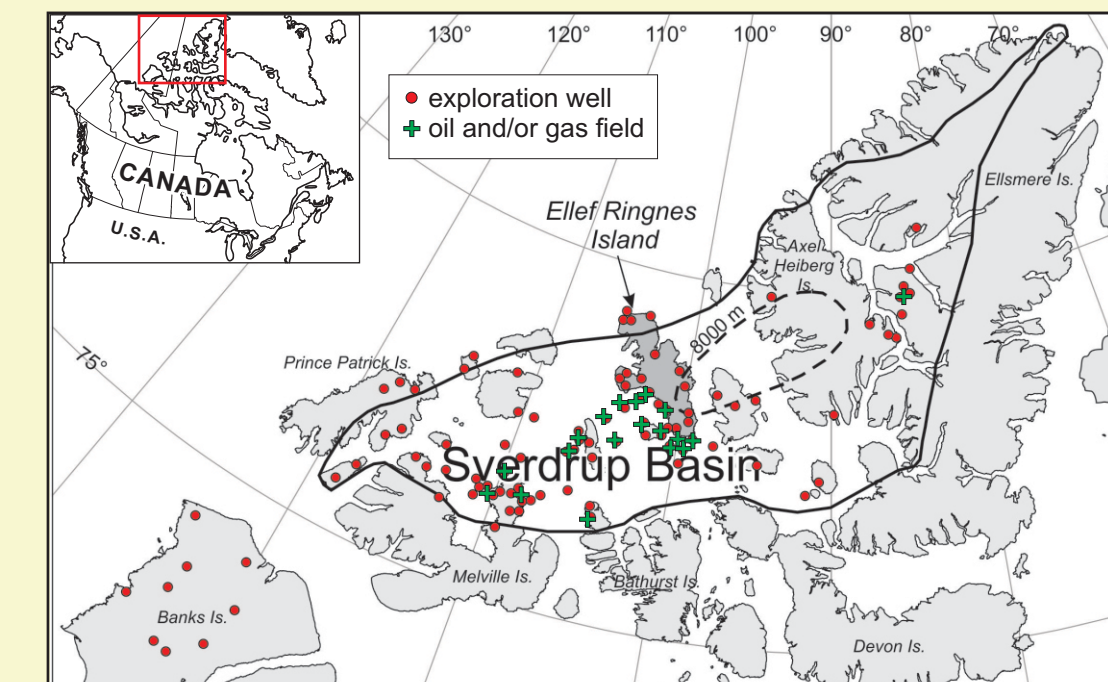 130°
120°
110°
100°
90°
80°
70°
exploration well
oil and/or gas field
CANADA
U.S.A.
Ellef Ringnes
Island
Ellsmere Is.
Axel
Heiberg
Is.
8000 m
75°
Prince Patrick Is.
Sverdrup Basin
Melville Is.
Bathurst Is.
Banks Is.
Devon Is.